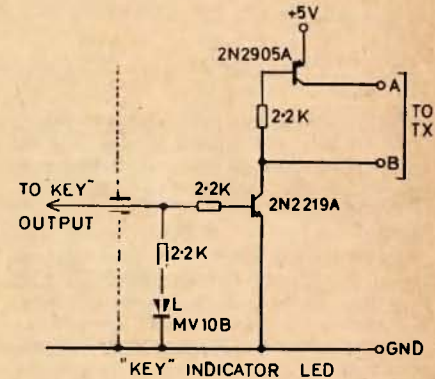 +5V
2N2905A
A
2·2K
TO
TX
B
TO KEY
OUTPUT
2·2K
2N2219A
2·2K
L
MV10B
GND
"KEY" INDICATOR LED